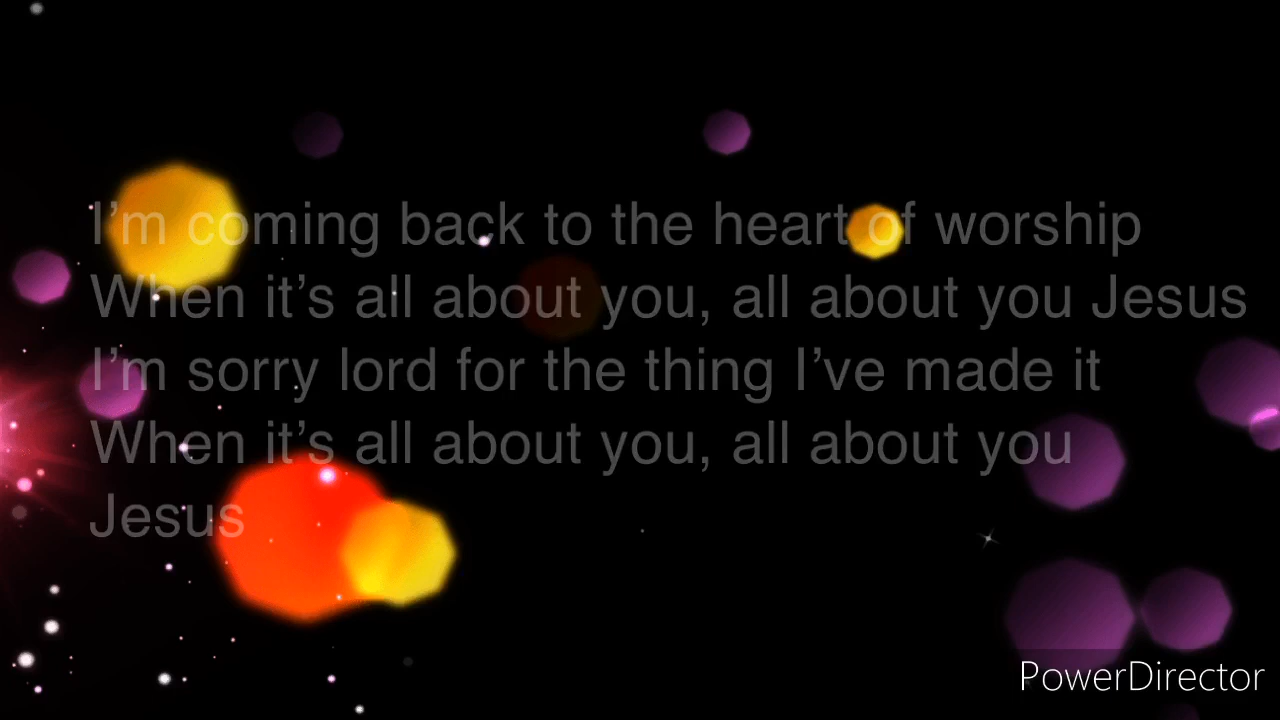 I’m coming back to the heart of worship
When it’s all about you, all about you Jesus
I’m sorry lord for the thing I’ve made it
When it’s all about you, all about you
Jesus
PowerDirector